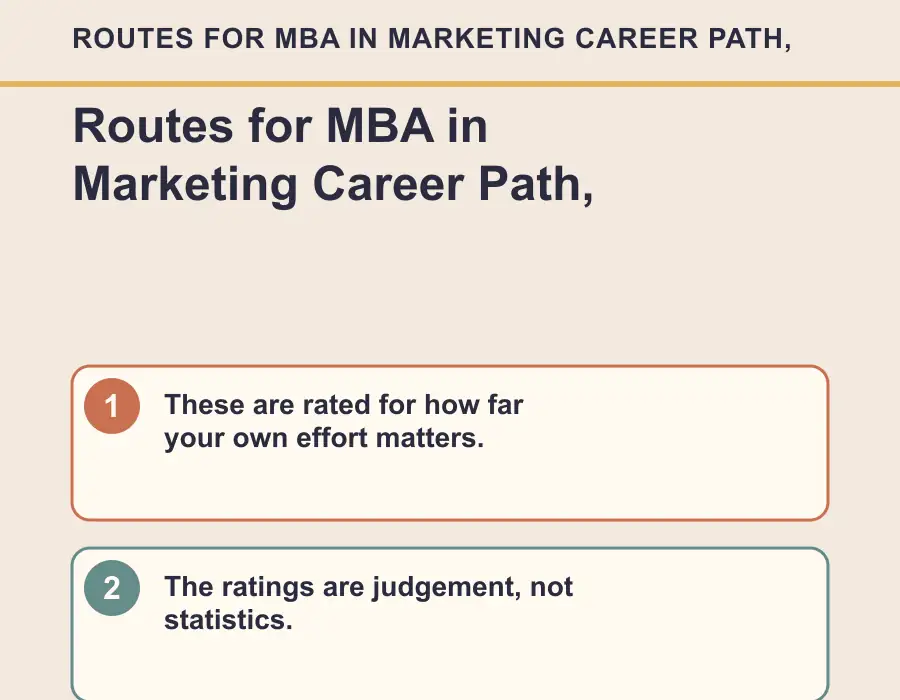 ROUTES FOR MBA IN MARKETING CAREER PATH,
Routes for MBA in
Marketing Career Path,
1
These are rated for how far
your own effort matters.
2
The ratings are judgement, not
statistics.